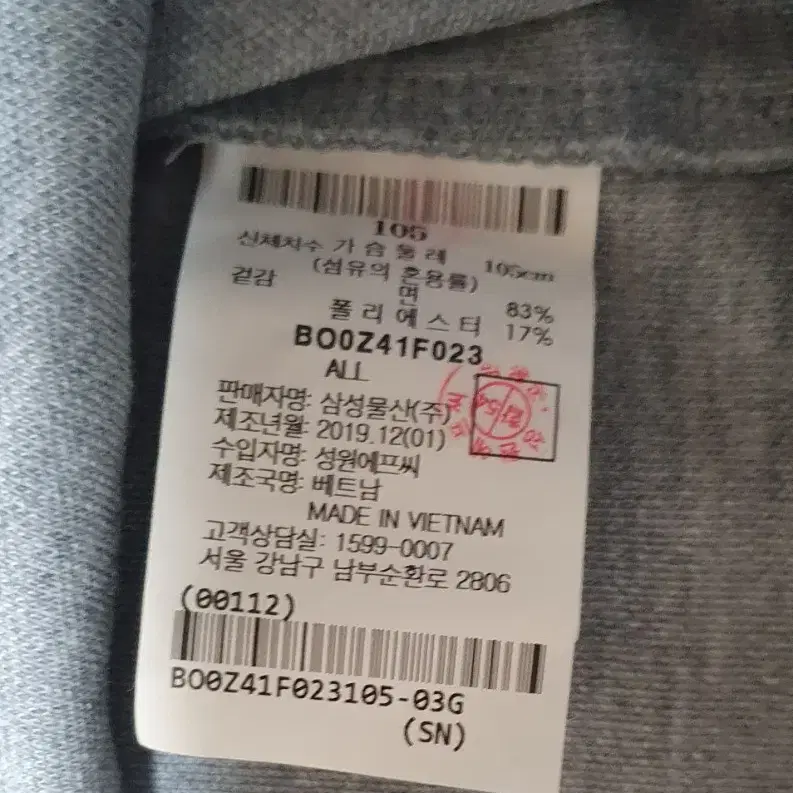 105
신체치수 가슴둘레 105cm
(섬유의 혼용률)
겉감 면 83%
폴리에스터 17%
BO0Z41F023
ALL
판매자명: 삼성물산(주)
제조년월: 2019.12(01)
수입자명: 성원에프씨
제조국명: 베트남
MADE IN VIETNAM
고객상담실: 1599-0007
서울 강남구 남부순환로 2806
(00112)
BO0Z41F023105-03G
(SN)